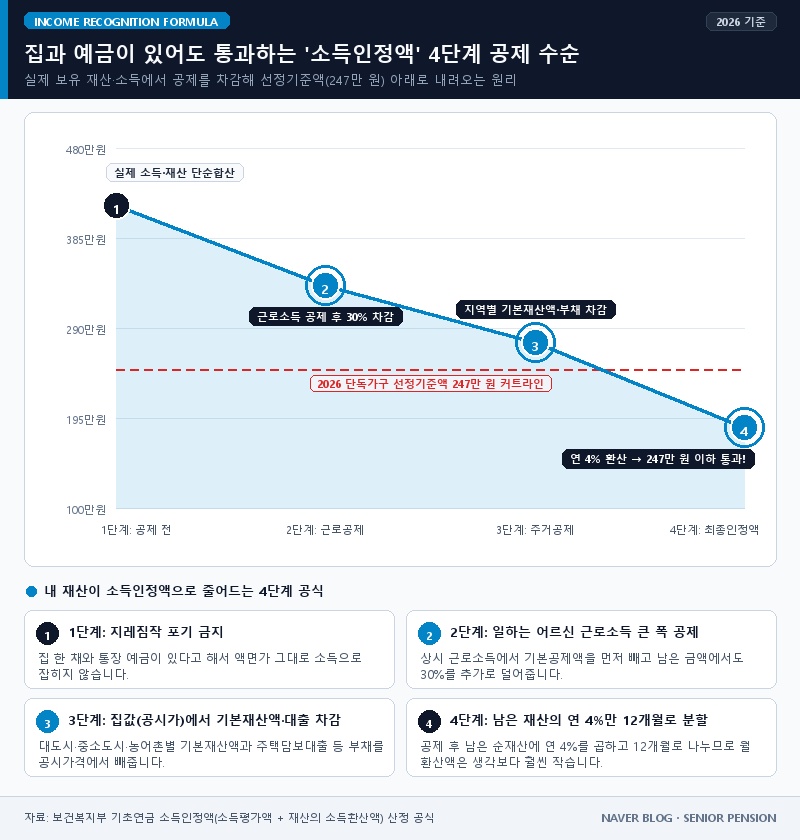 INCOME RECOGNITION FORMULA
2026 기준
집과 예금이 있어도 통과하는 '소득인정액' 4단계 공제 수순
실제 보유 재산·소득에서 공제를 차감해 선정기준액(247만 원) 아래로 내려오는 원리
480만원
실제 소득·재산 단순합산
1
385만원
2
근로소득 공제 후 30% 차감
지역별 기본재산액·부채 차감
290만원
3
2026 단독가구 선정기준액 247만 원 커트라인
195만원
4
연 4% 환산 → 247만 원 이하 통과!
100만원
1단계: 공제 전
2단계: 근로공제
3단계: 주거공제
4단계: 최종인정액
내 재산이 소득인정액으로 줄어드는 4단계 공식
1 1단계: 지레짐작 포기 금지
집 한 채와 통장 예금이 있다고 해서 액면가 그대로 소득으로
잡히지 않습니다.
2 2단계: 일하는 어르신 근로소득 큰 폭 공제
상시 근로소득에서 기본공제액을 먼저 빼고 남은 금액에서도
30%를 추가로 덜어줍니다.
3 3단계: 집값(공시가)에서 기본재산액·대출 차감
대도시·중소도시·농어촌별 기본재산액과 주택담보대출 등 부채를
공시가격에서 빼줍니다.
4 4단계: 남은 재산의 연 4%만 12개월로 분할
공제 후 남은 순재산에 연 4%를 곱하고 12개월로 나누므로 월
환산액은 생각보다 훨씬 작습니다.
자료: 보건복지부 기초연금 소득인정액(소득평가액 + 재산의 소득환산액) 산정 공식
NAVER BLOG · SENIOR PENSION